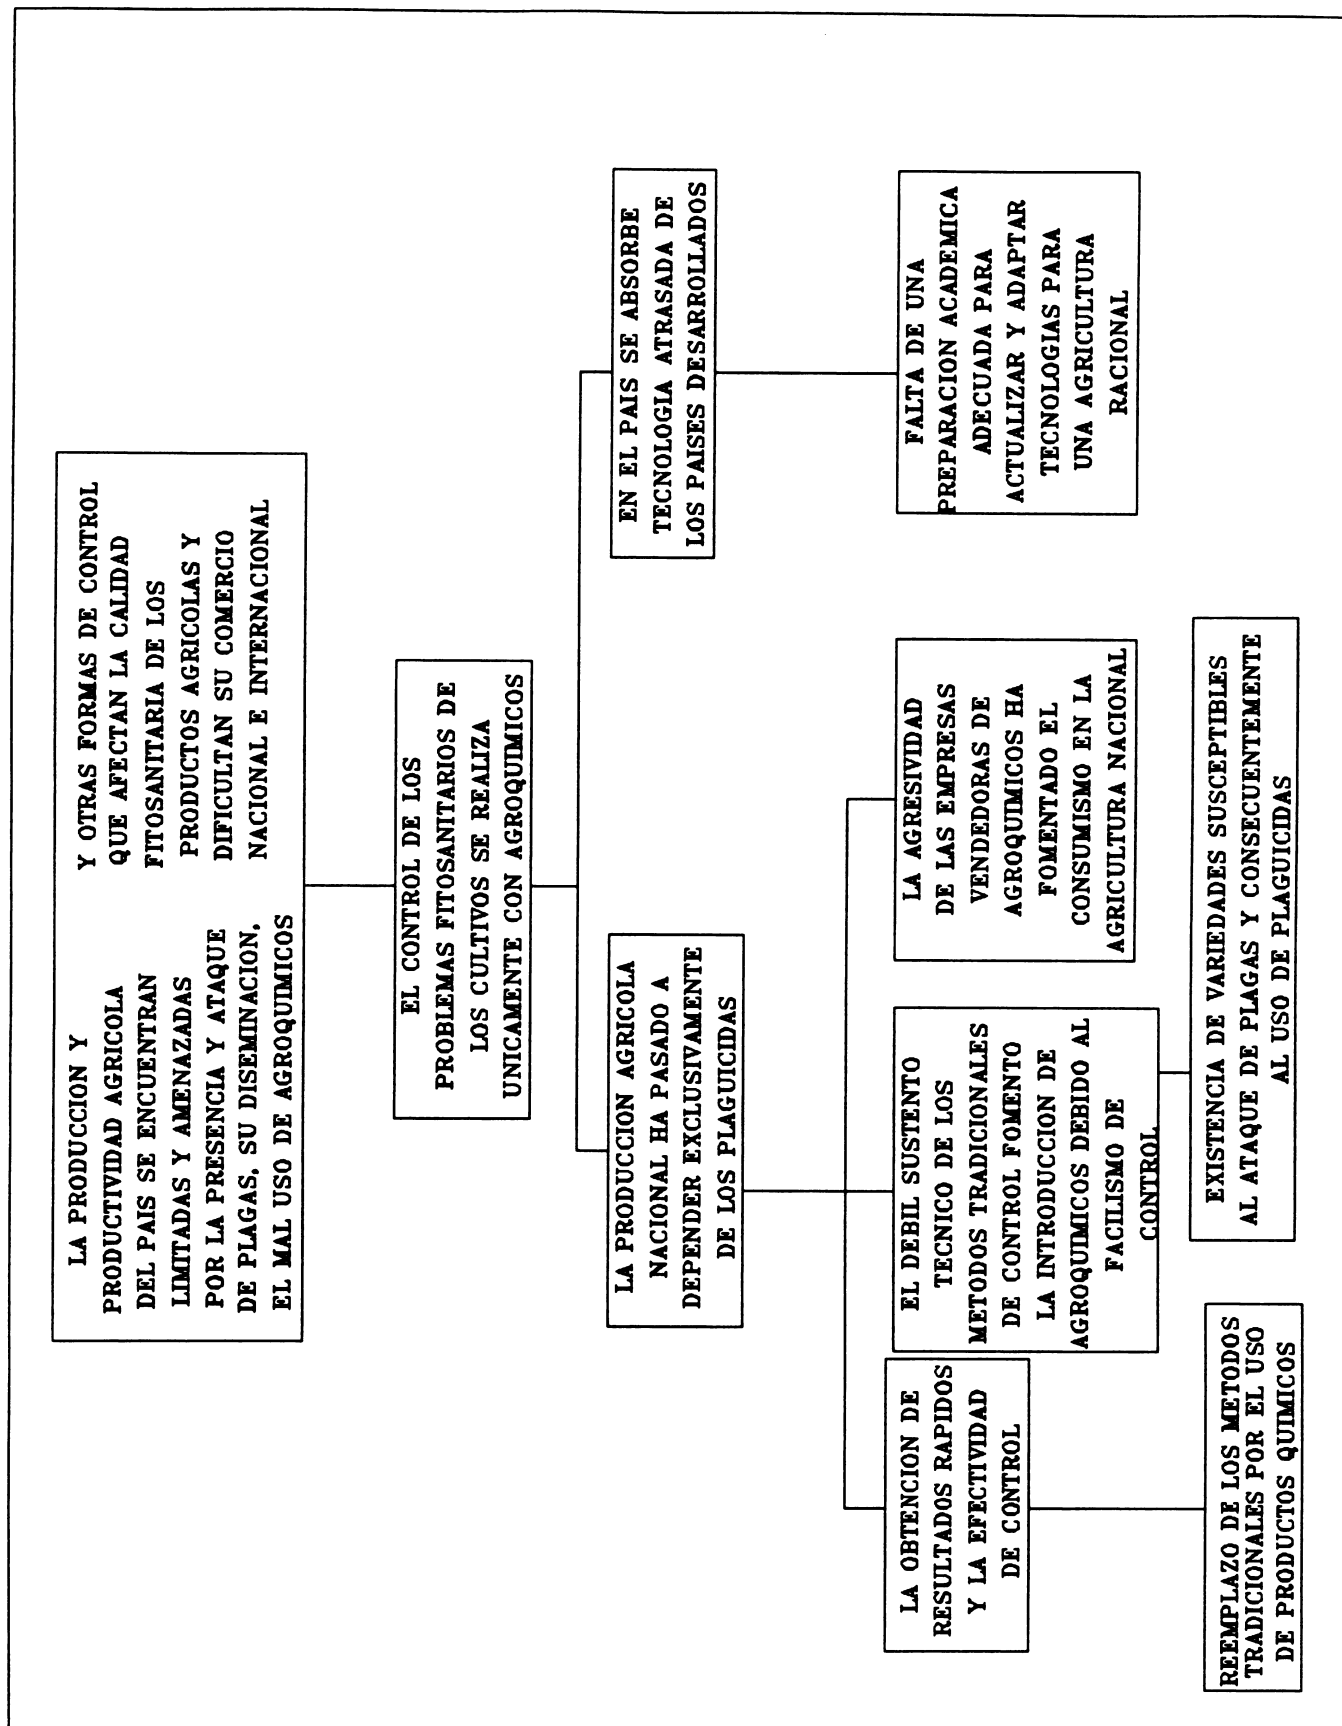 LA PRODUCCION Y
PRODUCTIVIDAD AGRICOLA
DEL PAIS SE ENCUENTRAN
LIMITADAS Y AMENAZADAS
POR LA PRESENCIA Y ATAQUE
DE PLAGAS, SU DISEMINACION,
EL MAL USO DE AGROQUIMICOS
Y OTRAS FORMAS DE CONTROL
QUE AFECTAN LA CALIDAD
FITOSANITARIA DE LOS
PRODUCTOS AGRICOLAS Y
DIFICULTAN SU COMERCIO
NACIONAL E INTERNACIONAL
EL CONTROL DE LOS
PROBLEMAS FITOSANITARIOS DE
LOS CULTIVOS SE REALIZA
UNICAMENTE CON AGROQUIMICOS
LA PRODUCCION AGRICOLA
NACIONAL HA PASADO A
DEPENDER EXCLUSIVAMENTE
DE LOS PLAGUICIDAS
EN EL PAIS SE ABSORBE
TECNOLOGIA ATRASADA DE
LOS PAISES DESARROLLADOS
LA OBTENCION DE
RESULTADOS RAPIDOS
Y LA EFECTIVIDAD
DE CONTROL
EL DEBIL SUSTENTO
TECNICO DE LOS
METODOS TRADICIONALES
DE CONTROL FOMENTO
LA INTRODUCCION DE
AGROQUIMICOS DEBIDO AL
FACILISMO DE
CONTROL
LA AGRESIVIDAD
DE LAS EMPRESAS
VENDEDORAS DE
AGROQUIMICOS HA
FOMENTADO EL
CONSUMISMO EN LA
AGRICULTURA NACIONAL
FALTA DE UNA
PREPARACION ACADEMICA
ADECUADA PARA
ACTUALIZAR Y ADAPTAR
TECNOLOGIAS PARA
UNA AGRICULTURA
RACIONAL
REEMPLAZO DE LOS METODOS
TRADICIONALES POR EL USO
DE PRODUCTOS QUIMICOS
EXISTENCIA DE VARIEDADES SUSCEPTIBLES
AL ATAQUE DE PLAGAS Y CONSECUENTEMENTE
AL USO DE PLAGUICIDAS